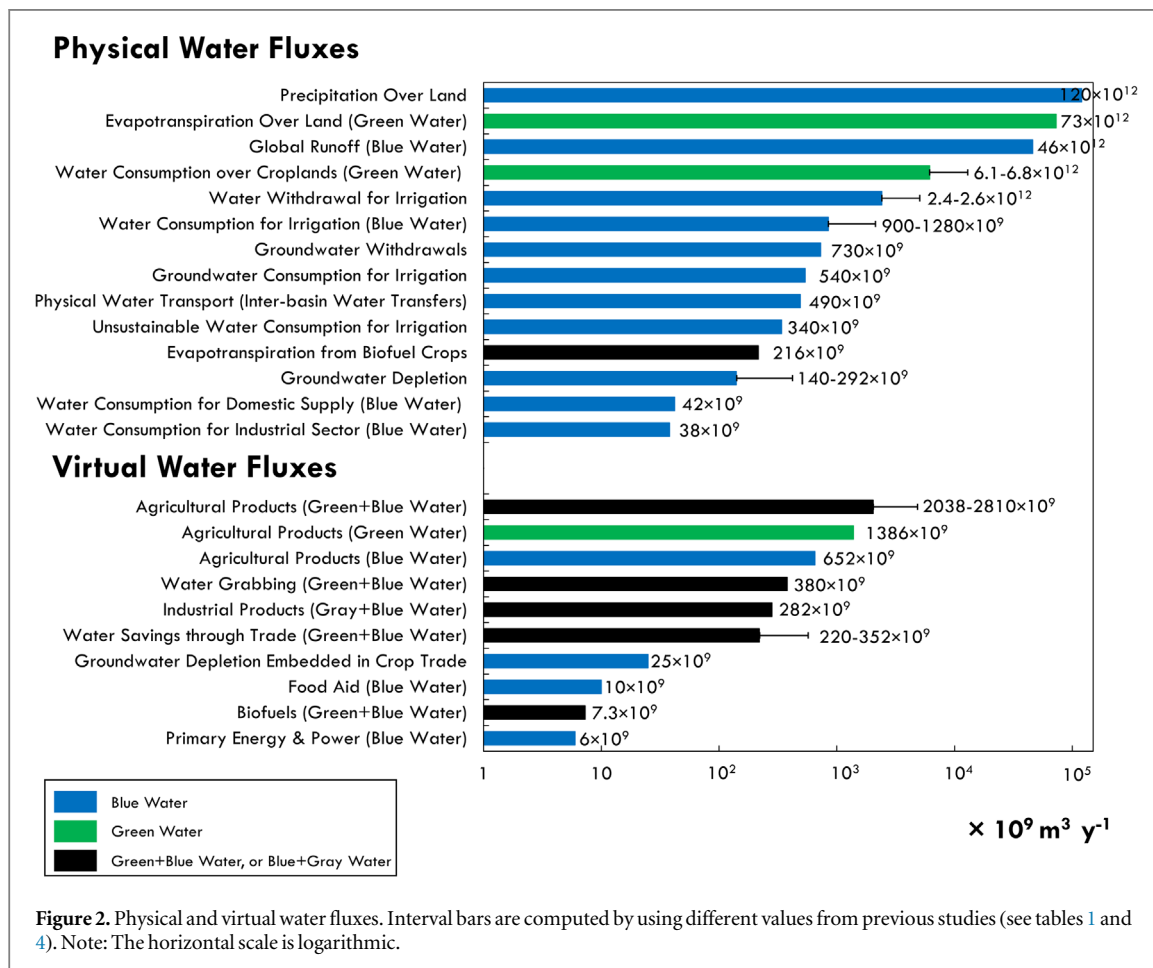 Physical Water Fluxes
Precipitation Over Land 120×10¹²
Evapotranspiration Over Land (Green Water) 73×10¹²
Global Runoff (Blue Water) 46×10¹²
Water Consumption over Croplands (Green Water) 6.1-6.8×10¹²
Water Withdrawal for Irrigation 2.4-2.6×10¹²
Water Consumption for Irrigation (Blue Water) 900-1280×10⁹
Groundwater Withdrawals 730×10⁹
Groundwater Consumption for Irrigation 540×10⁹
Physical Water Transport (Inter-basin Water Transfers) 490×10⁹
Unsustainable Water Consumption for Irrigation 340×10⁹
Evapotranspiration from Biofuel Crops 216×10⁹
Groundwater Depletion 140-292×10⁹
Water Consumption for Domestic Supply (Blue Water) 42×10⁹
Water Consumption for Industrial Sector (Blue Water) 38×10⁹
Virtual Water Fluxes
Agricultural Products (Green+Blue Water) 2038-2810×10⁹
Agricultural Products (Green Water) 1386×10⁹
Agricultural Products (Blue Water) 652×10⁹
Water Grabbing (Green+Blue Water) 380×10⁹
Industrial Products (Gray+Blue Water) 282×10⁹
Water Savings through Trade (Green+Blue Water) 220-352×10⁹
Groundwater Depletion Embedded in Crop Trade 25×10⁹
Food Aid (Blue Water) 10×10⁹
Biofuels (Green+Blue Water) 7.3×10⁹
Primary Energy & Power (Blue Water) 6×10⁹
1 10 10² 10³ 10⁴ 10⁵
× 10⁹ m³ y⁻¹
Blue Water
Green Water
Green+Blue Water, or Blue+Gray Water
Figure 2. Physical and virtual water fluxes. Interval bars are computed by using different values from previous studies (see tables 1 and
4). Note: The horizontal scale is logarithmic.